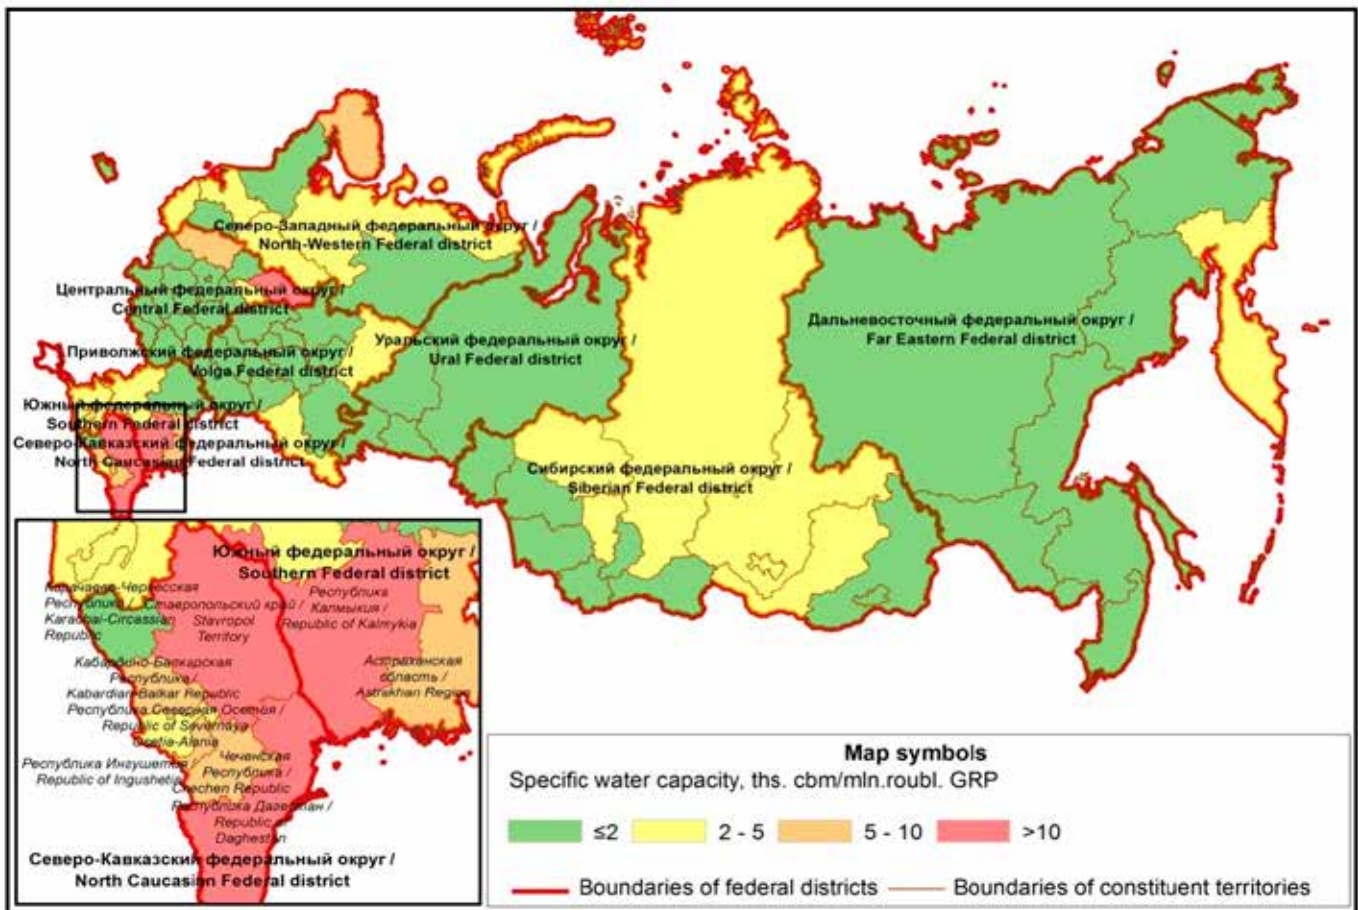 Северо-Западный федеральный округ /
North-Western Federal district
Центральный федеральный округ /
Central Federal district
Дальневосточный федеральный округ /
Far Eastern Federal district
Уральский федеральный округ /
Ural Federal district
Приволжский федеральный округ /
Volga Federal district
Южный федеральный округ /
Southern Federal district
Северо-Кавказский федеральный округ /
North Caucasian Federal district
Сибирский федеральный округ /
Siberian Federal district
Южный федеральный округ /
Southern Federal district
Карачаево-Черкесская
Республика /
Karachai-Circassian
Republic
Ставропольский край /
Stavropol
Territory
Республика
Калмыкия /
Republic of Kalmykia
Астраханская
область /
Astrakhan Region
Кабардино-Балкарская
Республика /
Kabardian-Balkar Republic
Республика Северная Осетия /
Republic of Severnaya
Ocetia-Alania
Республика Ингушетия /
Republic of Ingushetia
Чеченская
Республика /
Chechen Republic
Республика Дагестан /
Republic of
Daghestan
Северо-Кавказский федеральный округ /
North Caucasian Federal district
Map symbols
Specific water capacity, ths. cbm/mln.roubl. GRP
≤2 2 - 5 5 - 10 >10
Boundaries of federal districts Boundaries of constituent territories